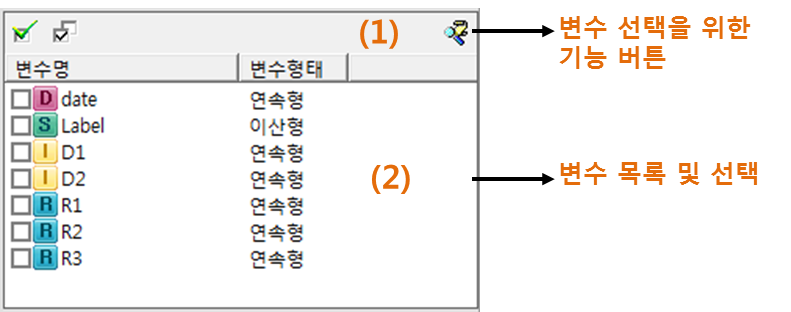 (1)
변수 선택을 위한
기능 버튼
변수명 변수형태
D date 연속형
S Label 이산형
I D1 연속형
I D2 연속형
(2)
변수 목록 및 선택
R R1 연속형
R R2 연속형
R R3 연속형